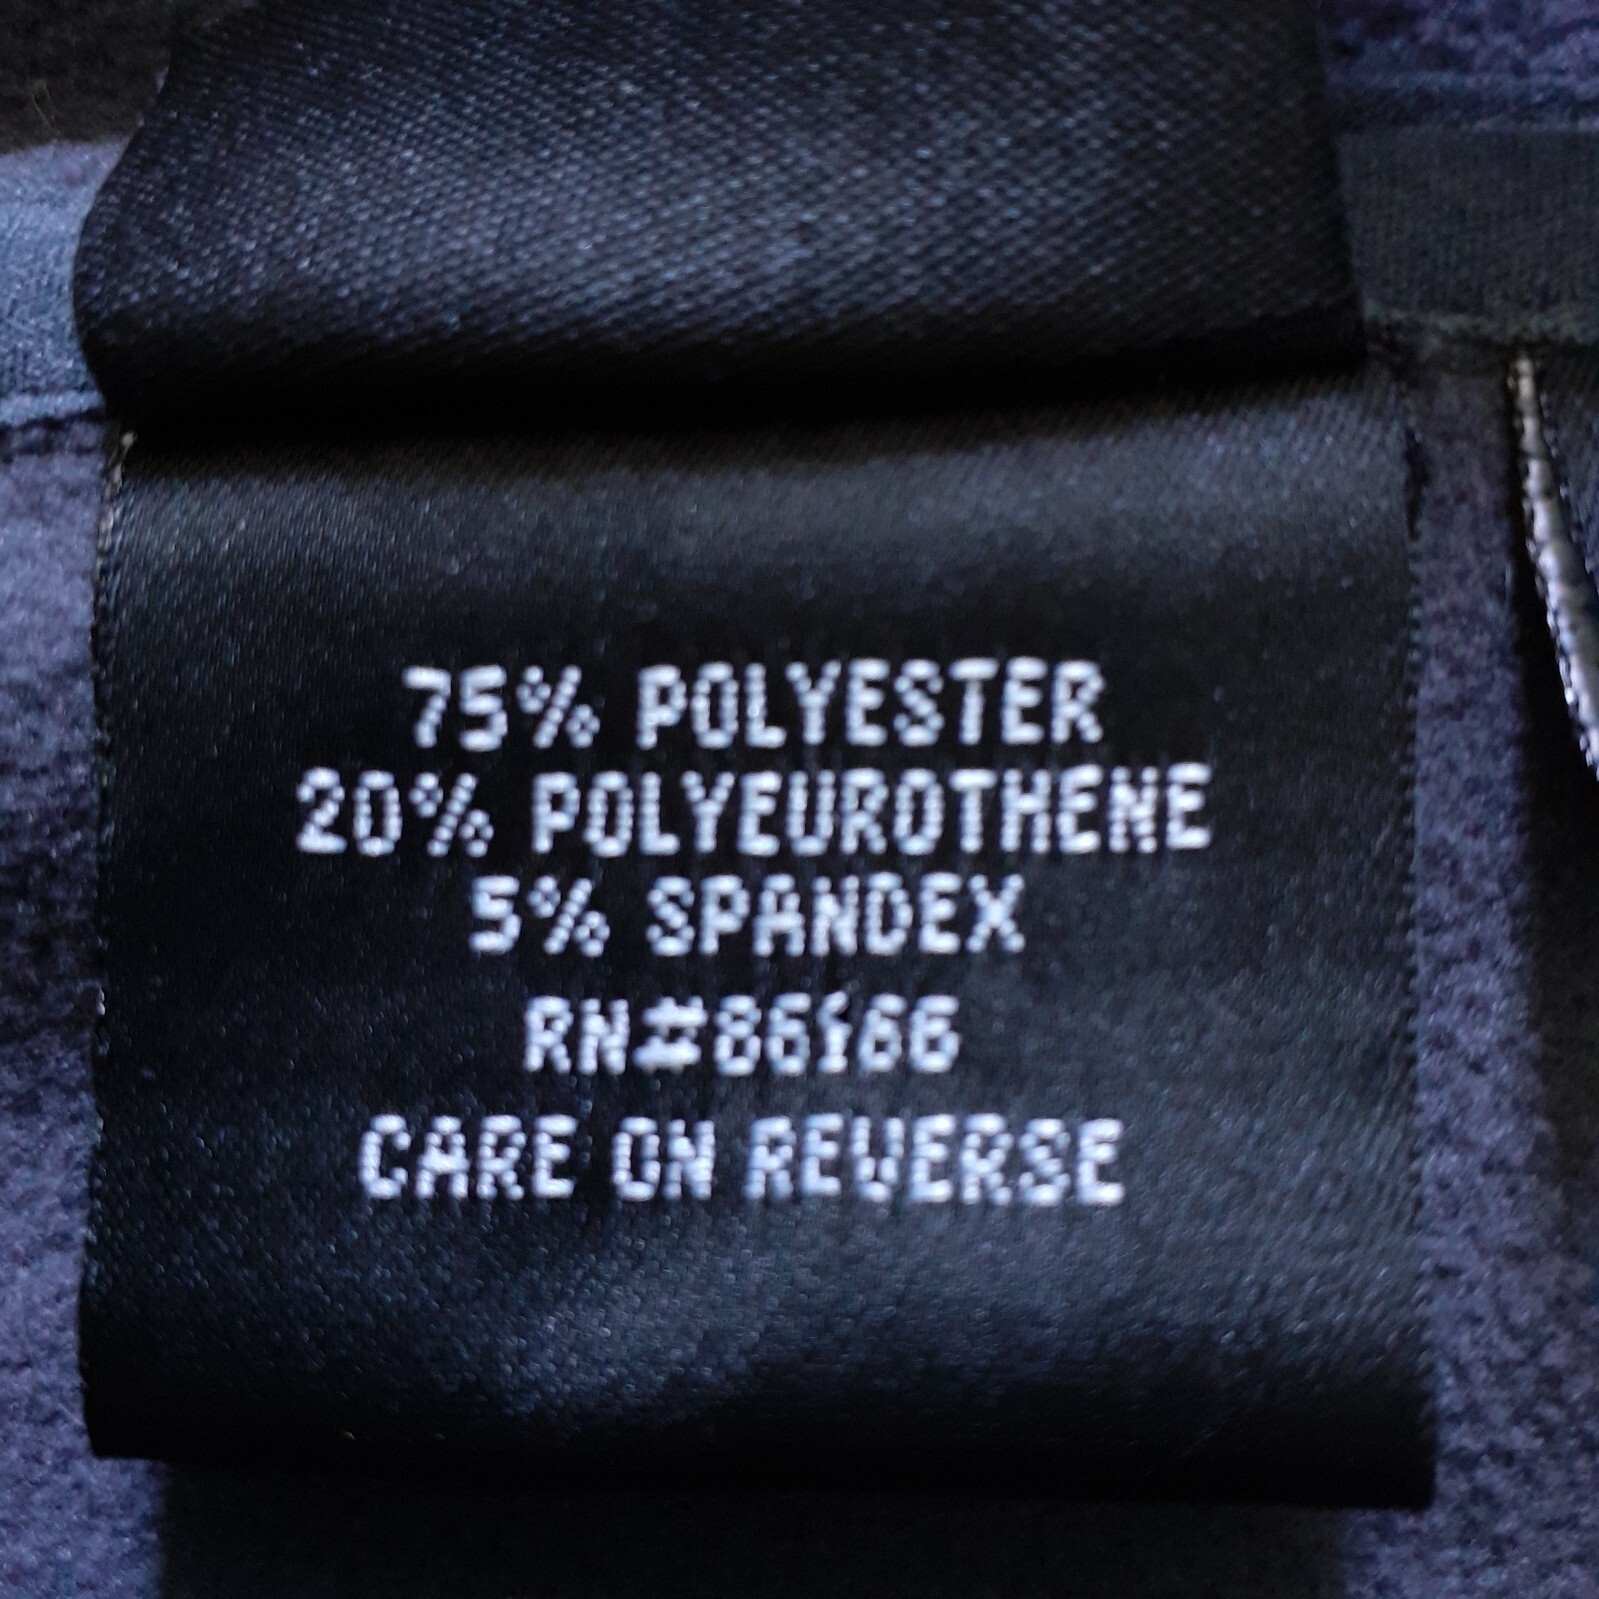 75% POLYESTER
20% POLYEUROTHENE
5% SPANDEX
RN#86166
CARE ON REVERSE